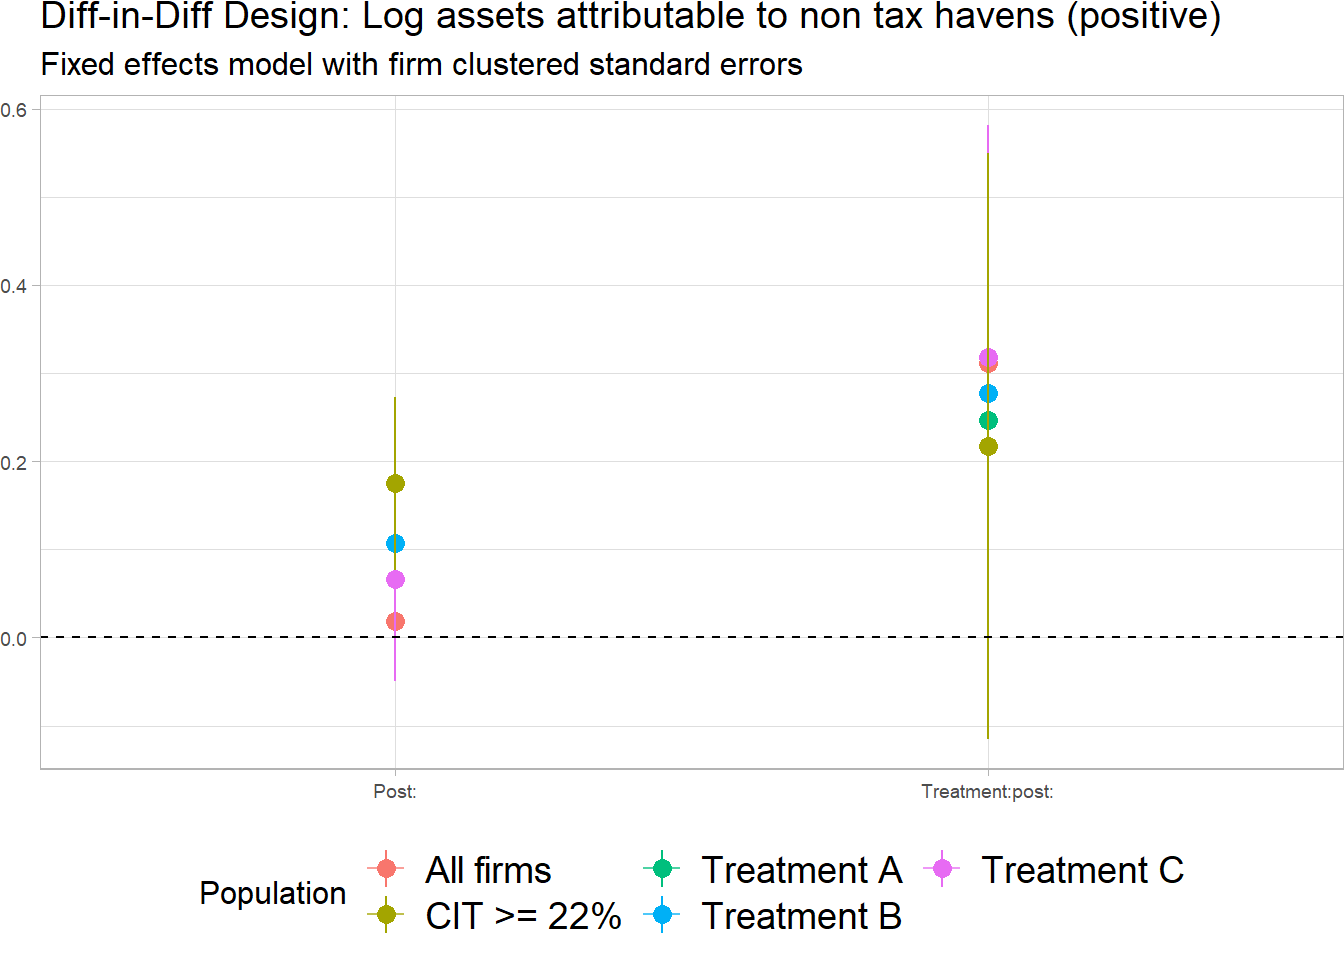 Diff-in-Diff Design: Log assets attributable to non tax havens (positive)
Fixed effects model with firm clustered standard errors
0.6
0.4
0.2
0.0
Post:
Treatment:post:
Population
All firms
Treatment A
Treatment C
CIT >= 22%
Treatment B